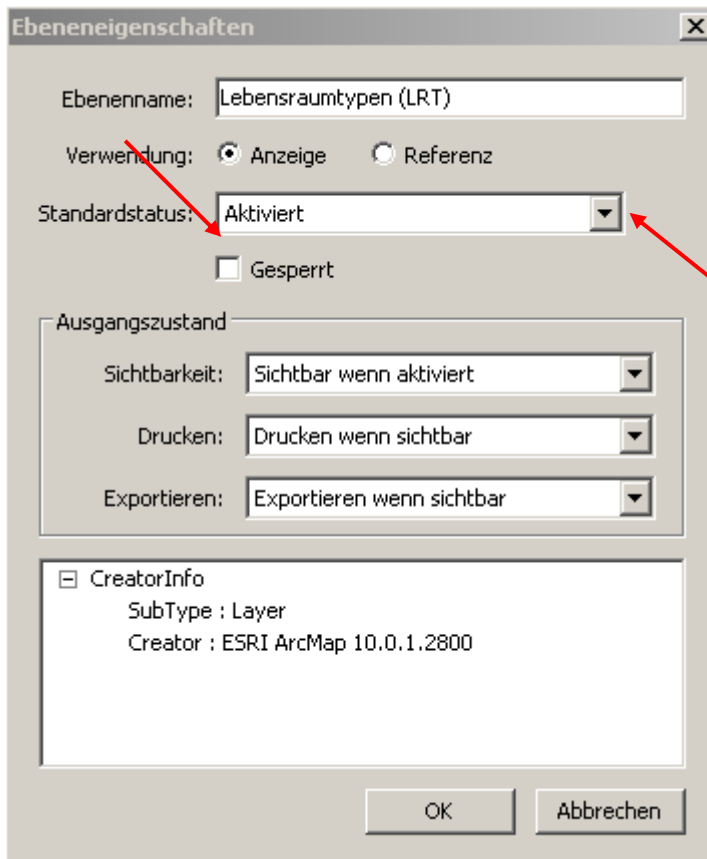 Ebeneneigenschaften
Ebenenname: Lebensraumtypen (LRT)
Verwendung: Anzeige Referenz
Standardstatus: Aktiviert
Gesperrt
Ausgangszustand
Sichtbarkeit: Sichtbar wenn aktiviert
Drucken: Drucken wenn sichtbar
Exportieren: Exportieren wenn sichtbar
CreatorInfo
SubType : Layer
Creator : ESRI ArcMap 10.0.1.2800
OK Abbrechen